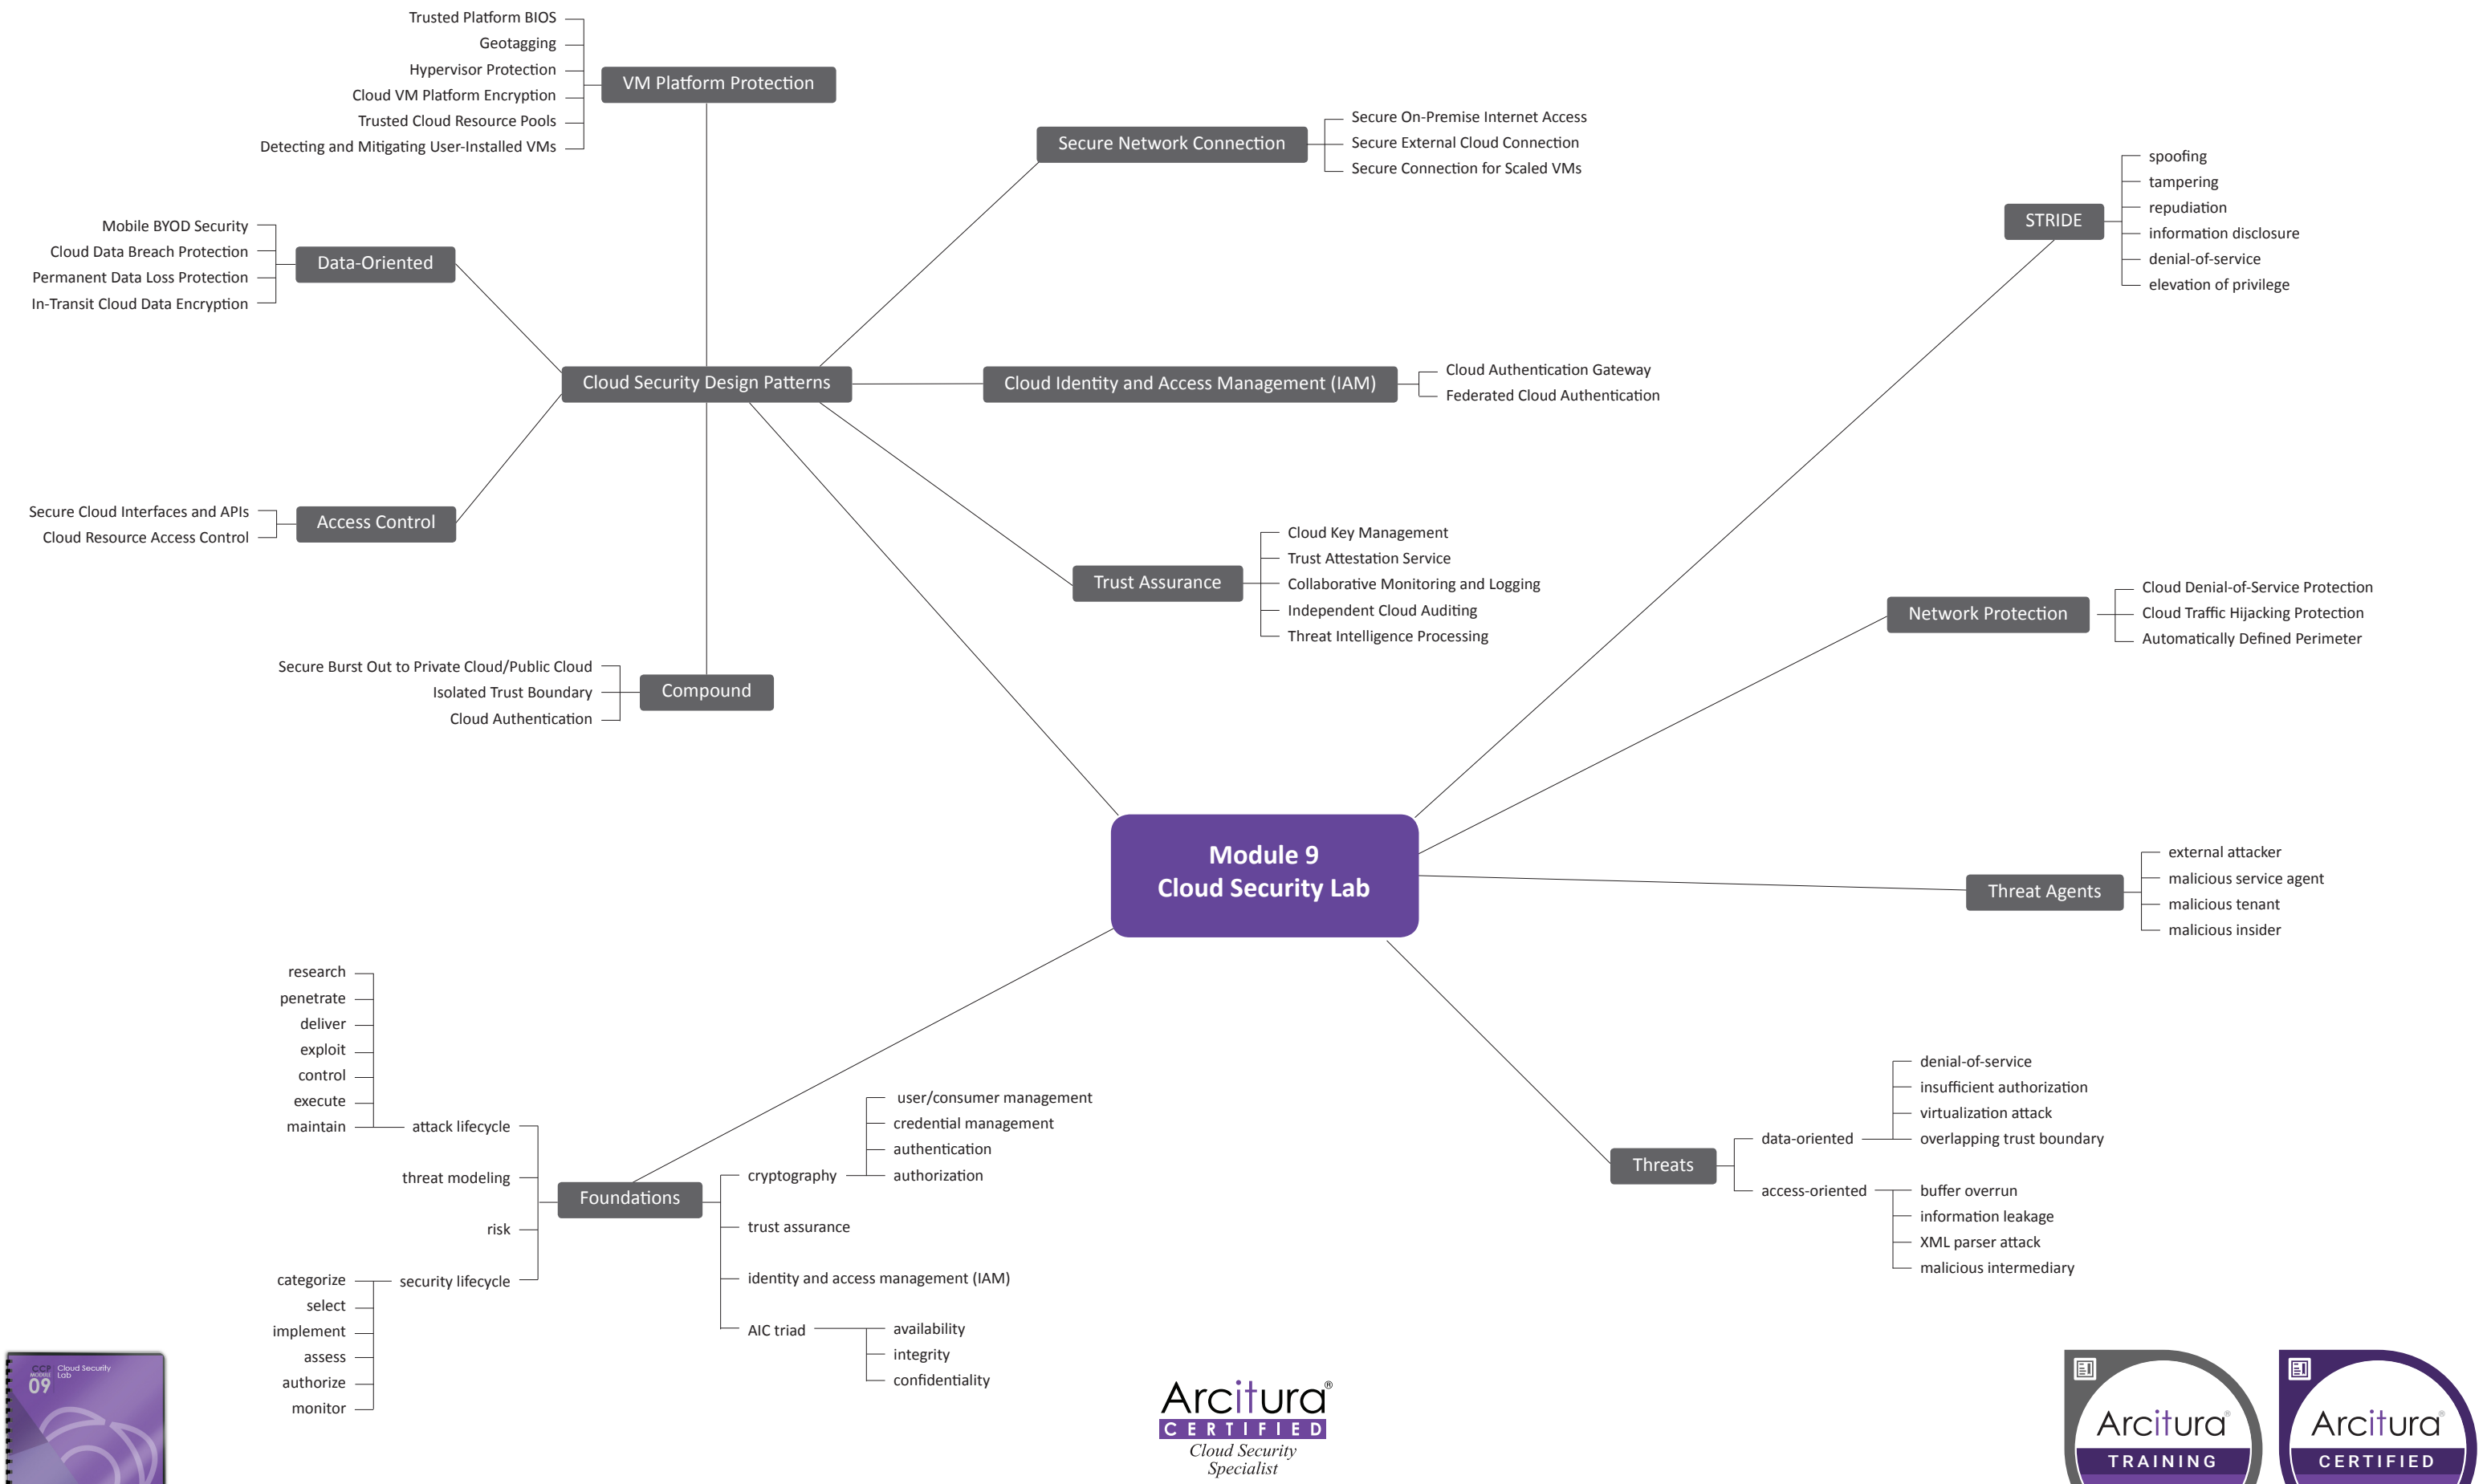 Trusted Platform BIOS
Geotagging
Hypervisor Protection
Cloud VM Platform Encryption
Trusted Cloud Resource Pools
Detecting and Mitigating User-Installed VMs
VM Platform Protection
Secure Network Connection
Secure On-Premise Internet Access
Secure External Cloud Connection
Secure Connection for Scaled VMs
STRIDE
spoofing
tampering
repudiation
information disclosure
denial-of-service
elevation of privilege
Mobile BYOD Security
Cloud Data Breach Protection
Permanent Data Loss Protection
In-Transit Cloud Data Encryption
Data-Oriented
Cloud Security Design Patterns
Cloud Identity and Access Management (IAM)
Cloud Authentication Gateway
Federated Cloud Authentication
Secure Cloud Interfaces and APIs
Cloud Resource Access Control
Access Control
Trust Assurance
Cloud Key Management
Trust Attestation Service
Collaborative Monitoring and Logging
Independent Cloud Auditing
Threat Intelligence Processing
Network Protection
Cloud Denial-of-Service Protection
Cloud Traffic Hijacking Protection
Automatically Defined Perimeter
Secure Burst Out to Private Cloud/Public Cloud
Isolated Trust Boundary
Cloud Authentication
Compound
Module 9
Cloud Security Lab
Threat Agents
external attacker
malicious service agent
malicious tenant
malicious insider
research
penetrate
deliver
exploit
control
execute
maintain
attack lifecycle
threat modeling
risk
security lifecycle
categorize
select
implement
assess
authorize
monitor
Foundations
cryptography
user/consumer management
credential management
authentication
authorization
trust assurance
identity and access management (IAM)
AIC triad
availability
integrity
confidentiality
Threats
data-oriented
denial-of-service
insufficient authorization
virtualization attack
overlapping trust boundary
access-oriented
buffer overrun
information leakage
XML parser attack
malicious intermediary
CCP
MODULE
09
Cloud Security
Lab
Arcitura®
CERTIFIED
Cloud Security
Specialist
Arcitura®
TRAINING
Arcitura®
CERTIFIED